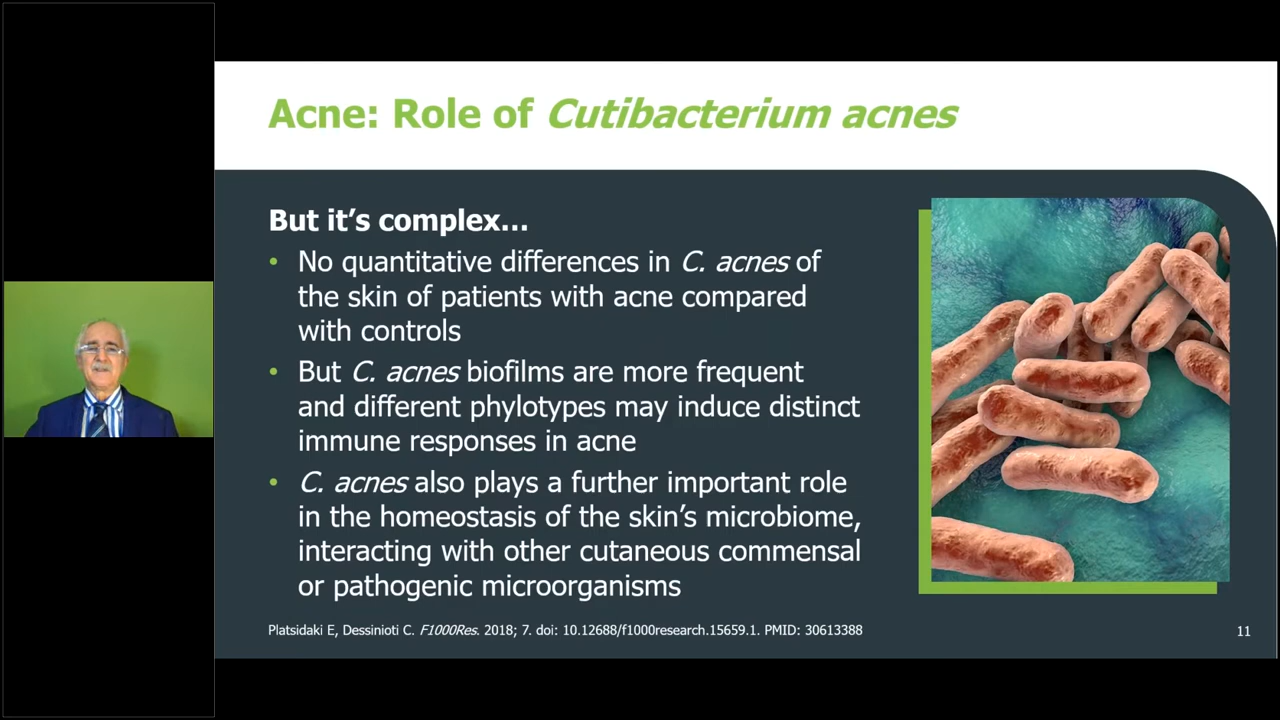 Acne: Role of Cutibacterium acnes
But it’s complex...
• No quantitative differences in C. acnes of
the skin of patients with acne compared
with controls
• But C. acnes biofilms are more frequent
and different phylotypes may induce distinct
immune responses in acne
• C. acnes also plays a further important role
in the homeostasis of the skin’s microbiome,
interacting with other cutaneous commensal
or pathogenic microorganisms
Platsidaki E, Dessinioti C. F1000Res. 2018; 7. doi: 10.12688/f1000research.15659.1. PMID: 30613388
11